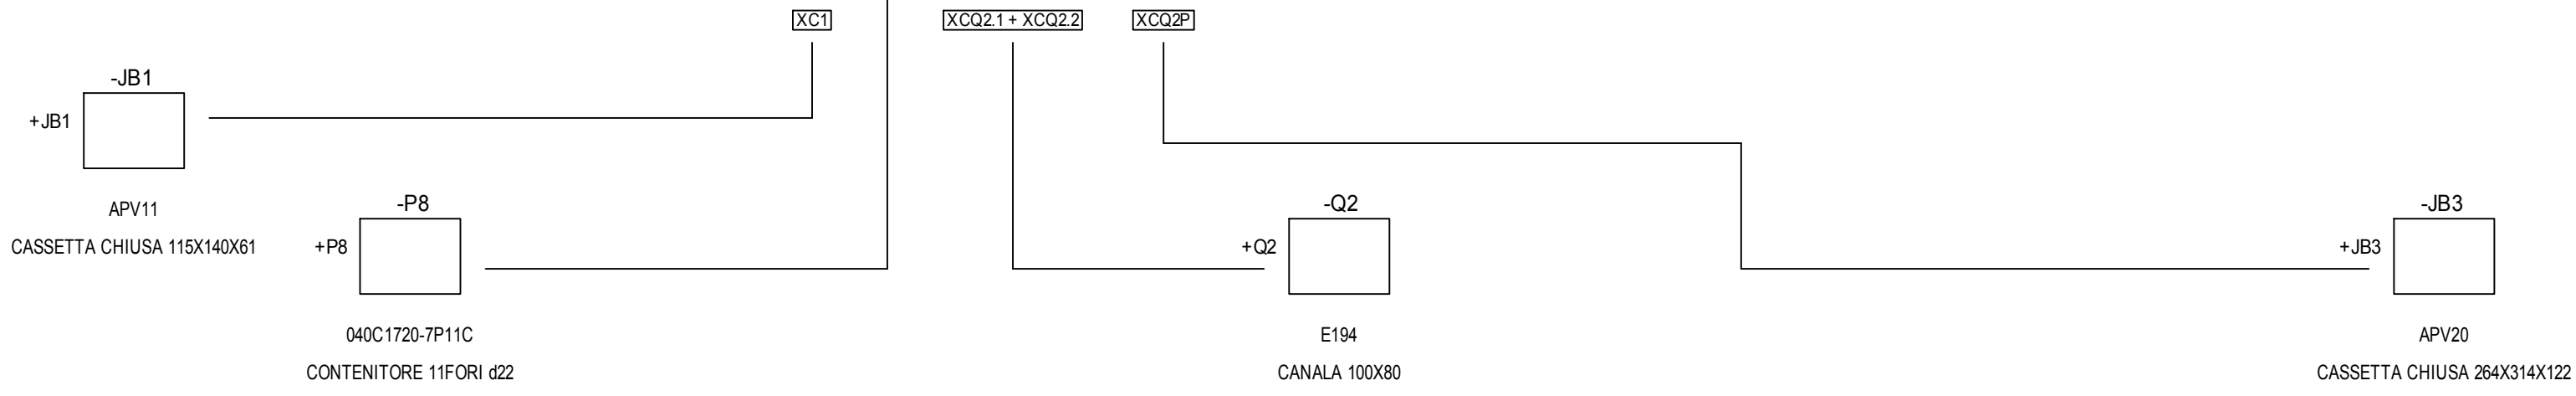 XC1
XCQ2.1 + XCQ2.2
XCQ2P
-JB1
+JB1
APV11
CASSETTA CHIUSA 115X140X61
-P8
+P8
040C1720-7P11C
CONTENITORE 11FORI d22
-Q2
+Q2
E194
CANALA 100X80
-JB3
+JB3
APV20
CASSETTA CHIUSA 264X314X122